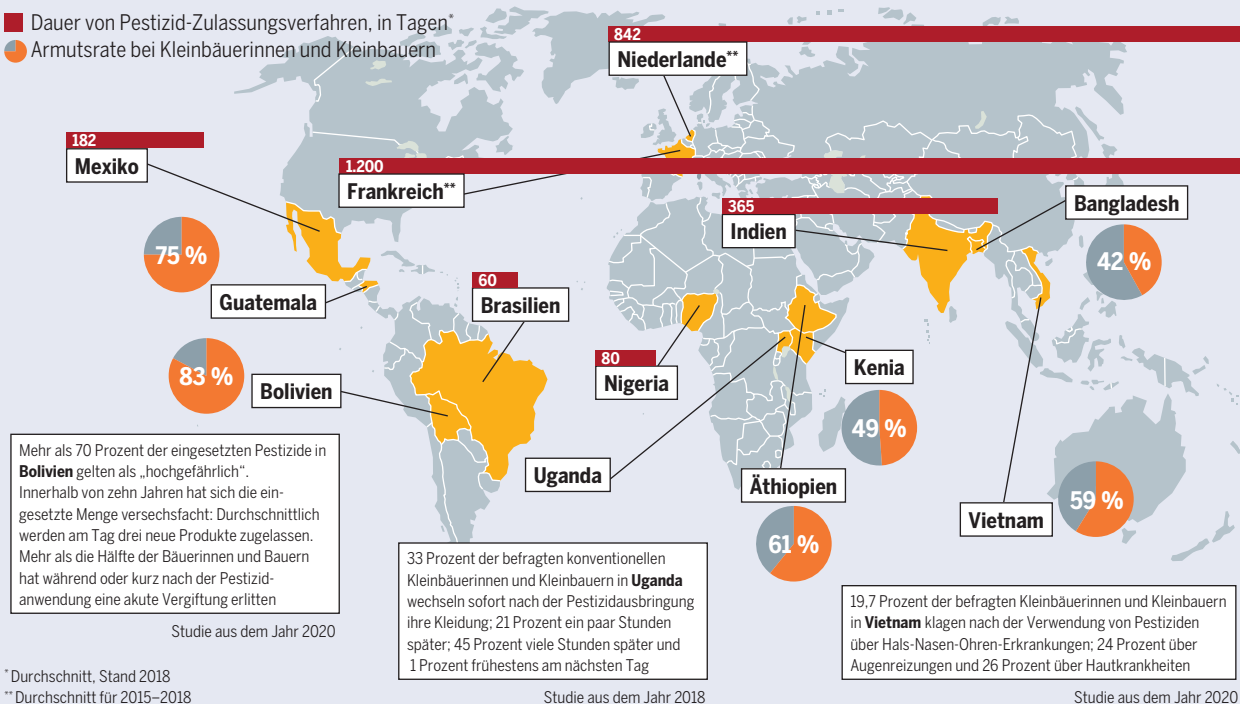 Dauer von Pestizid-Zulassungsverfahren, in Tagen*
Armutsrate bei Kleinbäuerinnen und Kleinbauern
842
Niederlande**
182
Mexiko
1.200
Frankreich**
365
Indien
Bangladesh
42 %
75 %
Guatemala
60
Brasilien
83 %
Bolivien
80
Nigeria
Kenia
49 %
Uganda
Äthiopien
61 %
Vietnam
59 %
Mehr als 70 Prozent der eingesetzten Pestizide in
Bolivien gelten als „hochgefährlich“.
Innerhalb von zehn Jahren hat sich die ein-
gesetzte Menge versechsfacht: Durchschnittlich
werden am Tag drei neue Produkte zugelassen.
Mehr als die Hälfte der Bäuerinnen und Bauern
hat während oder kurz nach der Pestizid-
anwendung eine akute Vergiftung erlitten
Studie aus dem Jahr 2020
33 Prozent der befragten konventionellen
Kleinbäuerinnen und Kleinbauern in Uganda
wechseln sofort nach der Pestizidausbringung
ihre Kleidung; 21 Prozent ein paar Stunden
später; 45 Prozent viele Stunden später und
1 Prozent frühestens am nächsten Tag
Studie aus dem Jahr 2018
19,7 Prozent der befragten Kleinbäuerinnen und Kleinbauern
in Vietnam klagen nach der Verwendung von Pestiziden
über Hals-Nasen-Ohren-Erkrankungen; 24 Prozent über
Augenreizungen und 26 Prozent über Hautkrankheiten
Studie aus dem Jahr 2020
* Durchschnitt, Stand 2018
** Durchschnitt für 2015–2018